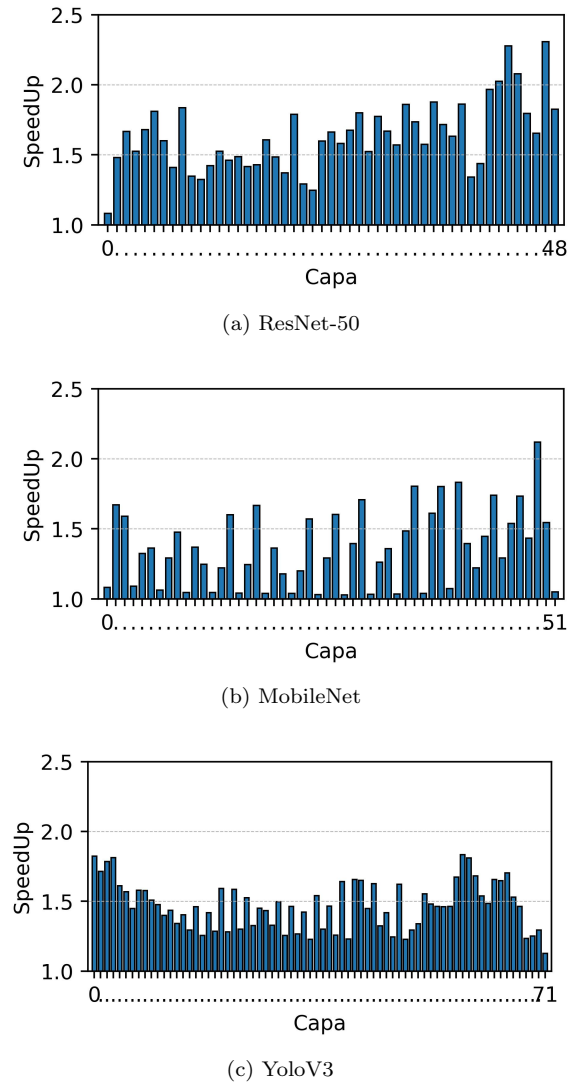 2.5
2.0
SpeedUp
1.5
1.0
0 48
Capa
(a) ResNet-50
2.5
2.0
SpeedUp
1.5
1.0
0 51
Capa
(b) MobileNet
2.5
2.0
SpeedUp
1.5
1.0
0 71
Capa
(c) YoloV3